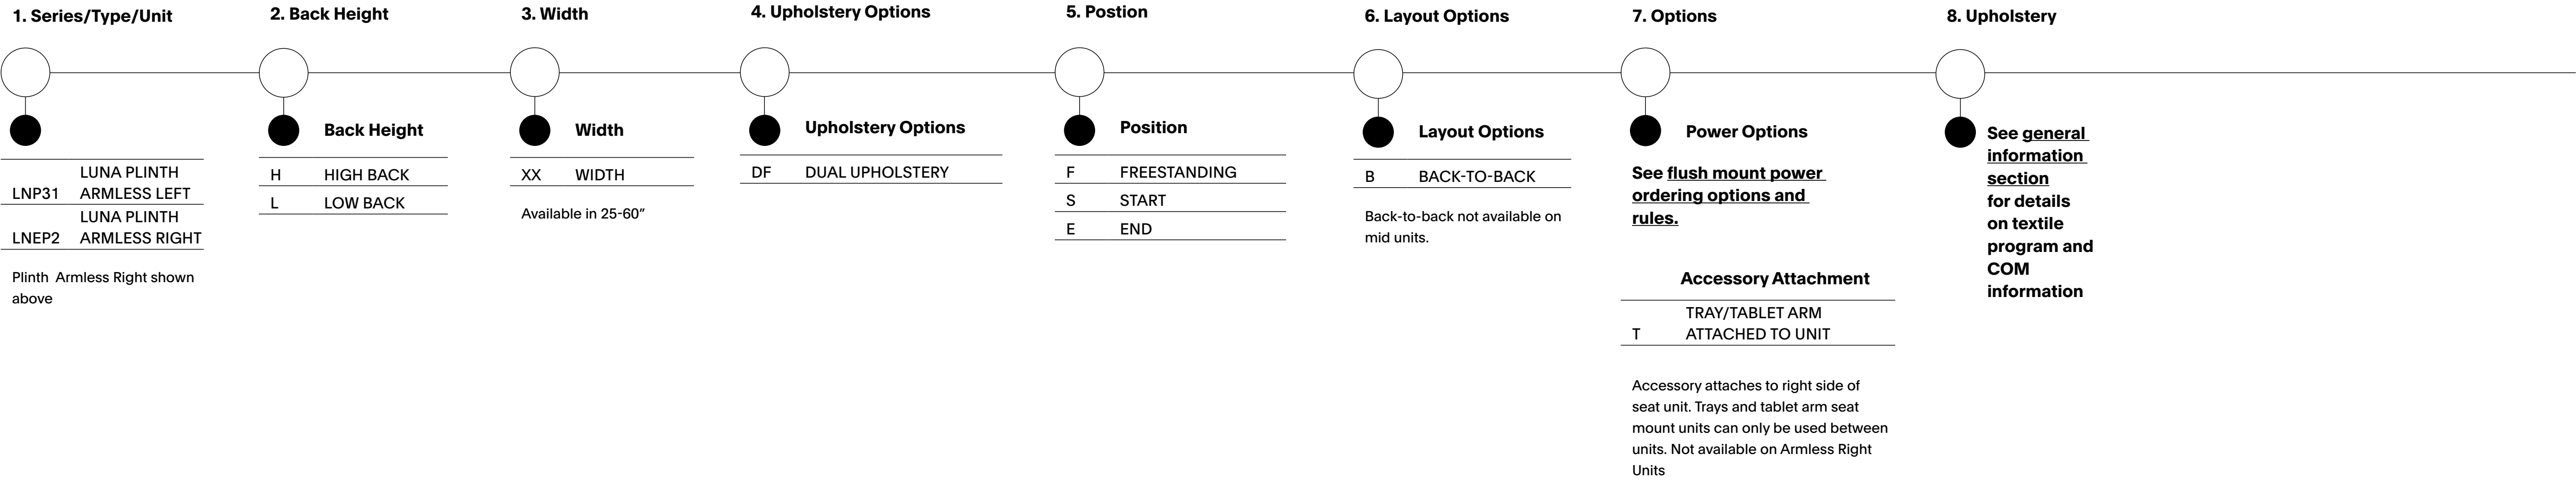 1. Series/Type/Unit
LUNA PLINTH
LNP31 ARMLESS LEFT
LUNA PLINTH
LNEP2 ARMLESS RIGHT
Plinth Armless Right shown
above
2. Back Height
Back Height
H HIGH BACK
L LOW BACK
3. Width
Width
XX WIDTH
Available in 25-60”
4. Upholstery Options
Upholstery Options
DF DUAL UPHOLSTERY
5. Postion
Position
F FREESTANDING
S START
E END
6. Layout Options
Layout Options
B BACK-TO-BACK
Back-to-back not available on
mid units.
7. Options
Power Options
See flush mount power
ordering options and
rules.
Accessory Attachment
TRAY/TABLET ARM
T ATTACHED TO UNIT
Accessory attaches to right side of
seat unit. Trays and tablet arm seat
mount units can only be used between
units. Not available on Armless Right
Units
8. Upholstery
See general
information
section
for details
on textile
program and
COM
information